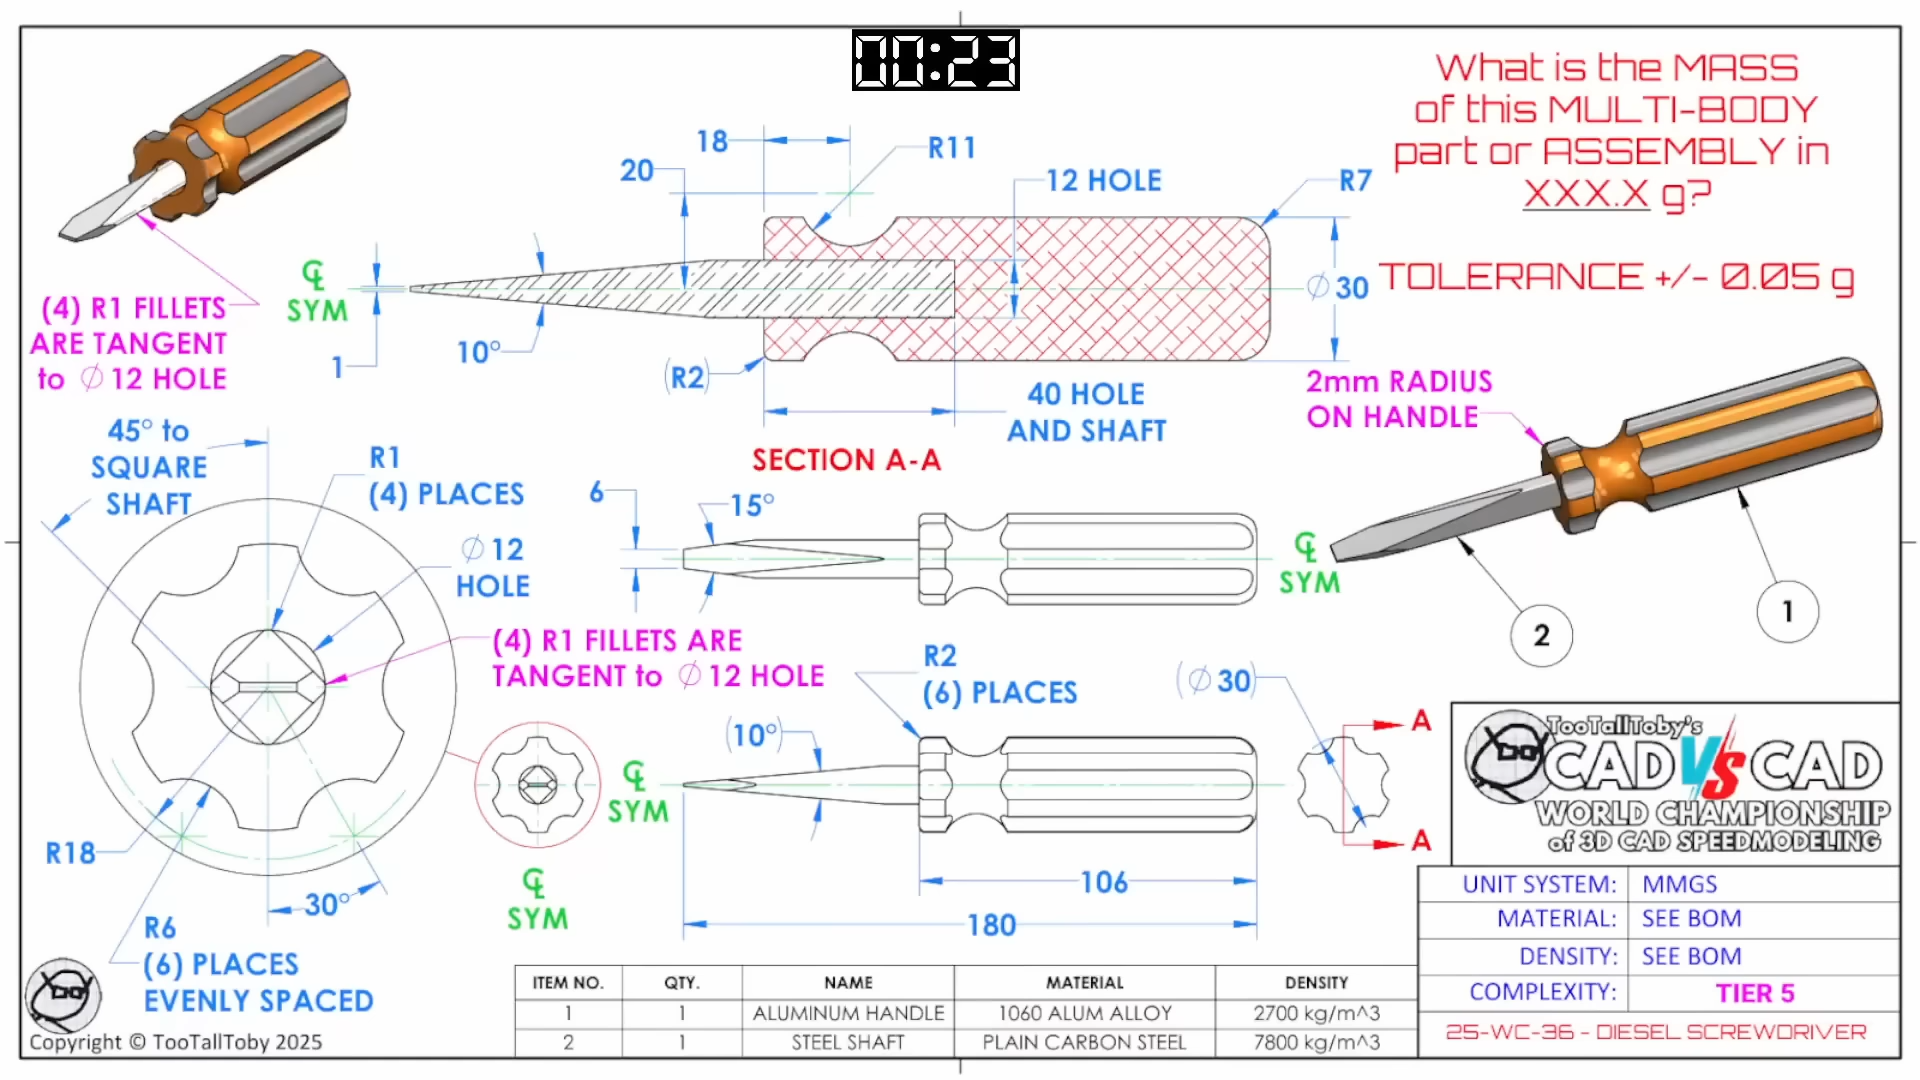 00:23
What is the MASS
of this MULTI-BODY
part or ASSEMBLY in
XXX.X g?
TOLERANCE +/- 0.05 g
18
R11
20
12 HOLE
R7
℄
SYM
1
10°
Ø 30
(R2)
40 HOLE
AND SHAFT
SECTION A-A
(4) R1 FILLETS
ARE TANGENT
to Ø 12 HOLE
2mm RADIUS
ON HANDLE
45° to
SQUARE
SHAFT
R1
(4) PLACES
Ø 12
HOLE
(4) R1 FILLETS ARE
TANGENT to Ø 12 HOLE
6
15°
℄
SYM
2
1
R2
(6) PLACES
(Ø 30)
A
A
(10°)
℄
SYM
℄
SYM
106
180
R18
30°
R6
(6) PLACES
EVENLY SPACED
TooTallToby's
CAD VS CAD
WORLD CHAMPIONSHIP
of 3D CAD SPEEDMODELING
UNIT SYSTEM: MMGS
MATERIAL: SEE BOM
DENSITY: SEE BOM
COMPLEXITY: TIER 5
25-WC-36 - DIESEL SCREWDRIVER
ITEM NO. QTY. NAME MATERIAL DENSITY
1 1 ALUMINUM HANDLE 1060 ALUM ALLOY 2700 kg/m^3
2 1 STEEL SHAFT PLAIN CARBON STEEL 7800 kg/m^3
Copyright © TooTallToby 2025